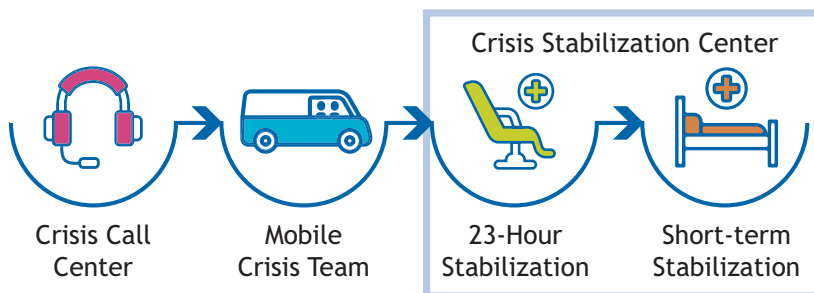 Crisis Stabilization Center
Crisis Call
Center
Mobile
Crisis Team
23-Hour
Stabilization
Short-term
Stabilization